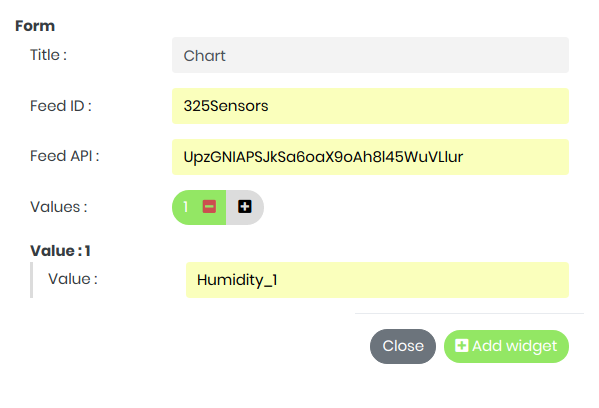 Form
Title : Chart
Feed ID : 325Sensors
Feed API : UpzGNIAPSJkSa6oaX9oAh8l45WuVLlur
Values : 1
Value : 1
Value : Humidity_1
Close Add widget